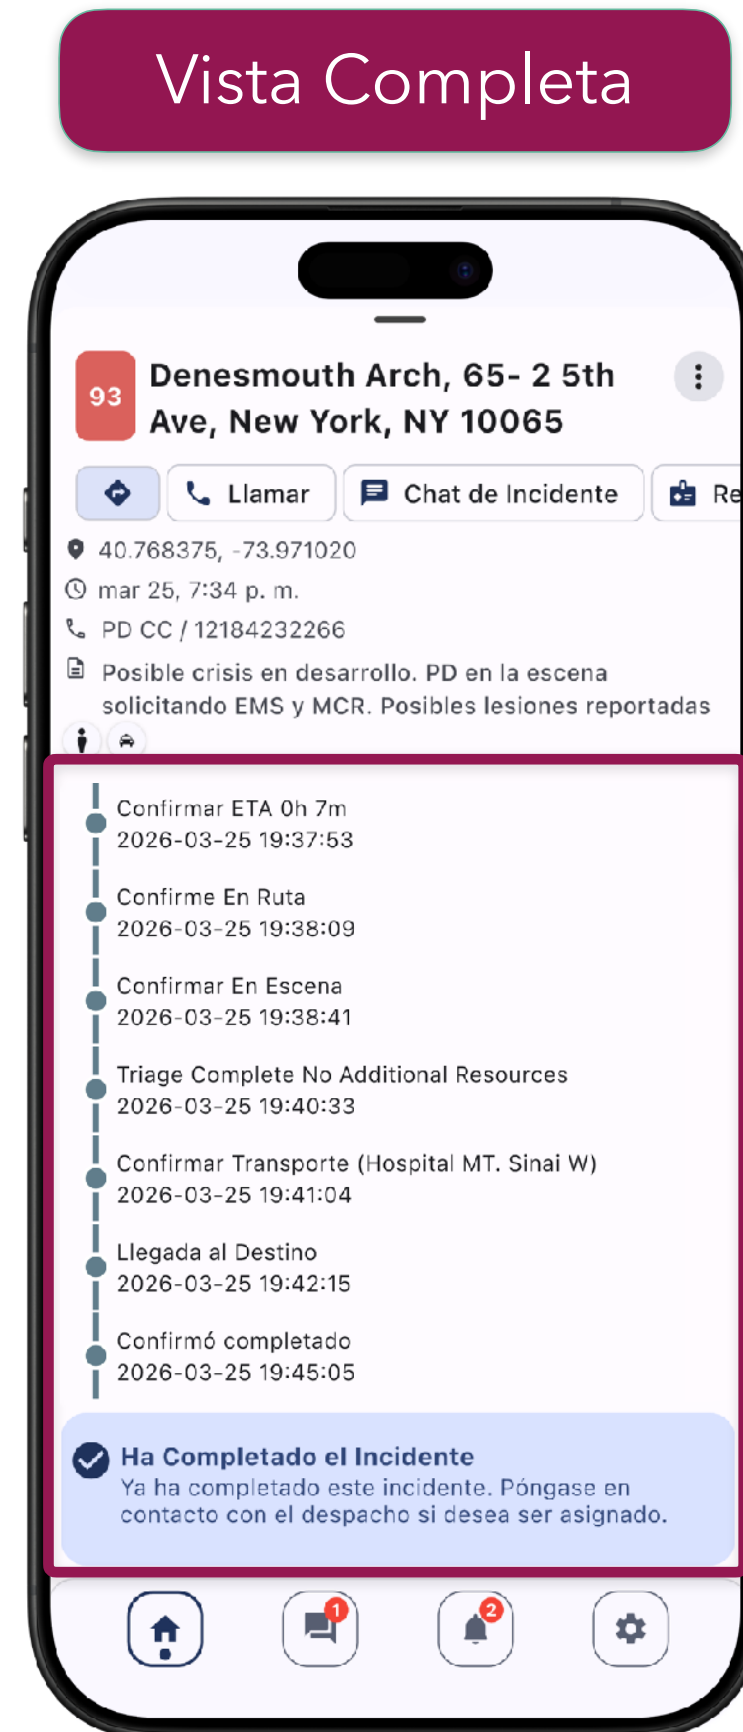 Vista Completa
93
Denesmouth Arch, 65- 2 5th
Ave, New York, NY 10065
Llamar
Chat de Incidente
Re
40.768375, -73.971020
mar 25, 7:34 p. m.
PD CC / 12184232266
Posible crisis en desarrollo. PD en la escena
solicitando EMS y MCR. Posibles lesiones reportadas
Confirmar ETA 0h 7m
2026-03-25 19:37:53
Confirme En Ruta
2026-03-25 19:38:09
Confirmar En Escena
2026-03-25 19:38:41
Triage Complete No Additional Resources
2026-03-25 19:40:33
Confirmar Transporte (Hospital MT. Sinai W)
2026-03-25 19:41:04
Llegada al Destino
2026-03-25 19:42:15
Confirmó completado
2026-03-25 19:45:05
Ha Completado el Incidente
Ya ha completado este incidente. Póngase en
contacto con el despacho si desea ser asignado.
1
2